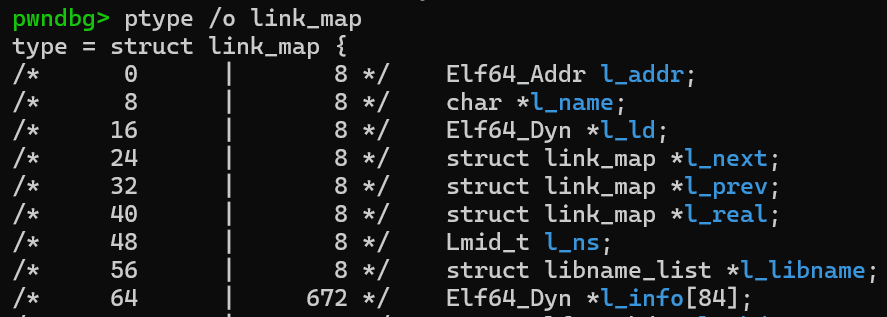 pwndbg> ptype /o link_map
type = struct link_map {
/*      0      |       8 */    Elf64_Addr l_addr;
/*      8      |       8 */    char *l_name;
/*     16      |       8 */    Elf64_Dyn *l_ld;
/*     24      |       8 */    struct link_map *l_next;
/*     32      |       8 */    struct link_map *l_prev;
/*     40      |       8 */    struct link_map *l_real;
/*     48      |       8 */    Lmid_t l_ns;
/*     56      |       8 */    struct libname_list *l_libname;
/*     64      |     672 */    Elf64_Dyn *l_info[84];